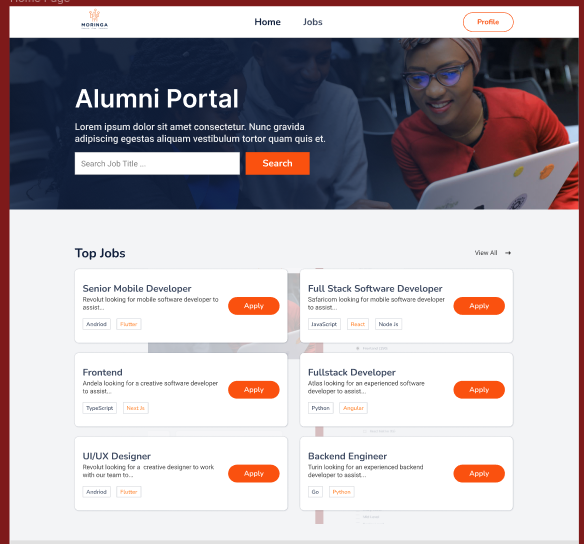 Home Page
MORINGA
Home
Jobs
Profile
Alumni Portal
Lorem ipsum dolor sit amet consectetur. Nunc gravida
adipiscing egestas aliquam vestibulum tortor quam quis et.
Search Job Title ...
Search
Top Jobs
View All →
Senior Mobile Developer
Revolut looking for mobile software developer to
assist...
Andriod
Flutter
Apply
Full Stack Software Developer
Safaricom looking for mobile software developer
to assist...
JavaScript
React
Node Js
Apply
Frontend
Andela looking for a creative software developer
to assist...
TypeScript
Next.Js
Apply
Fullstack Developer
Atlas looking for an experienced software
developer to assist...
Python
Angular
Apply
UI/UX Designer
Revolut looking for a creative designer to work
with our team to...
Andriod
Flutter
Apply
Backend Engineer
Turin looking for an experienced backend
developer to assist...
Go
Python
Apply